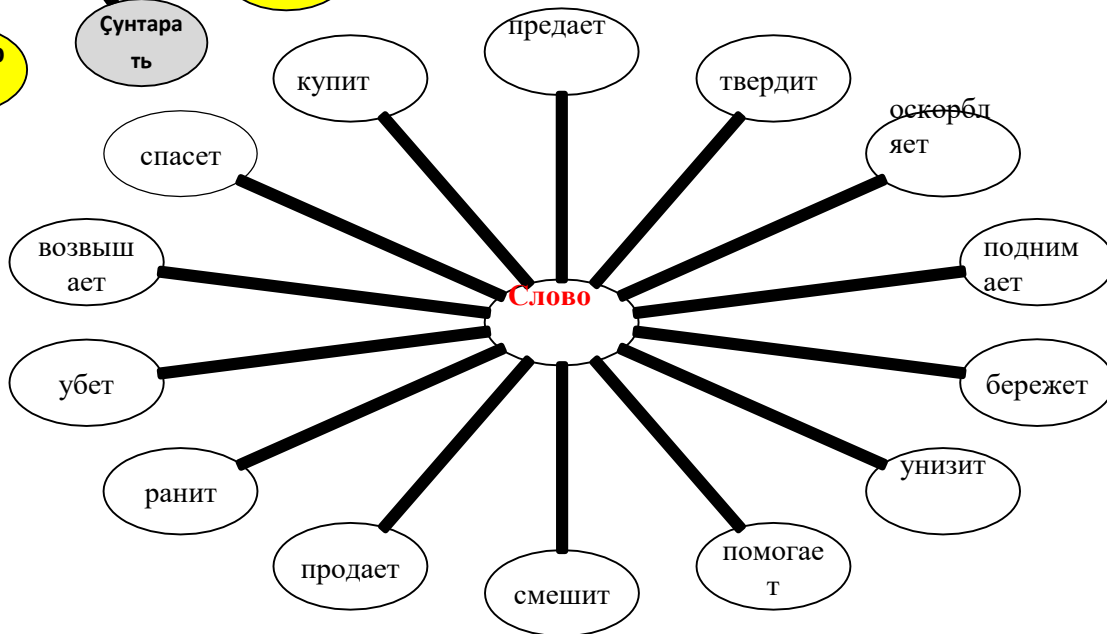 Ҫунтара
ть
предает
купит
твердит
оскорбл
яет
спасет
возвыш
ает
подним
ает
Слово
убет
бережет
ранит
унизит
продает
помогае
т
смешит